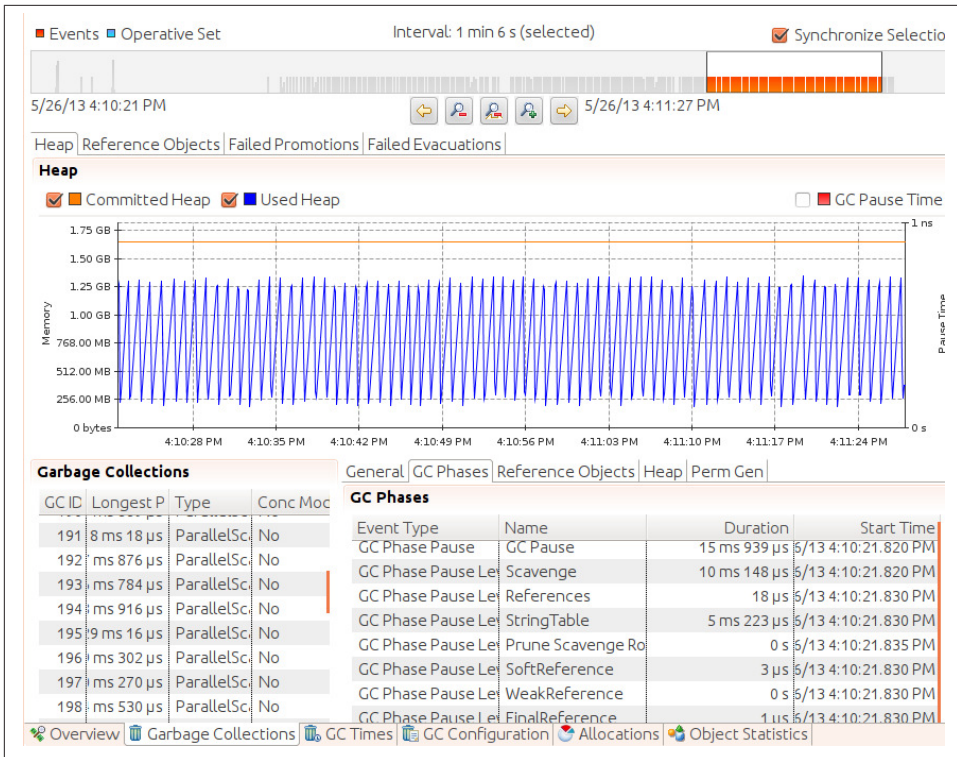 Events Operative Set Interval: 1 min 6 s (selected) Synchronize Selectio
5/26/13 4:10:21 PM 5/26/13 4:11:27 PM
Heap Reference Objects Failed Promotions Failed Evacuations
Heap
Committed Heap Used Heap GC Pause Time
1.75 GB
1.50 GB
1.25 GB
1.00 GB
768.00 MB
512.00 MB
256.00 MB
0 bytes
Memory
1 ns
0 s
Pause Time
4:10:28 PM 4:10:35 PM 4:10:42 PM 4:10:49 PM 4:10:56 PM 4:11:03 PM 4:11:10 PM 4:11:17 PM 4:11:24 PM
Garbage Collections
GC ID Longest P Type Conc Moc
191 8 ms 18 µs ParallelSc No
192 ms 876 µs ParallelSc No
193 ms 784 µs ParallelSc No
194 ms 916 µs ParallelSc No
195 9 ms 16 µs ParallelSc No
196 ms 302 µs ParallelSc No
197 ms 270 µs ParallelSc No
198 ms 530 µs ParallelSc No
General GC Phases Reference Objects Heap Perm Gen
GC Phases
Event Type Name Duration Start Time
GC Phase Pause GC Pause 15 ms 939 µs 6/13 4:10:21.820 PM
GC Phase Pause Lev Scavenge 10 ms 148 µs 6/13 4:10:21.820 PM
GC Phase Pause Lev References 18 µs 6/13 4:10:21.830 PM
GC Phase Pause Lev StringTable 5 ms 223 µs 6/13 4:10:21.830 PM
GC Phase Pause Lev Prune Scavenge Ro 0 s 6/13 4:10:21.835 PM
GC Phase Pause Lev SoftReference 3 µs 6/13 4:10:21.830 PM
GC Phase Pause Lev WeakReference 0 s 6/13 4:10:21.830 PM
GC Phase Pause Lev FinalReference 1 µs 6/13 4:10:21.830 PM
Overview Garbage Collections GC Times GC Configuration Allocations Object Statistics